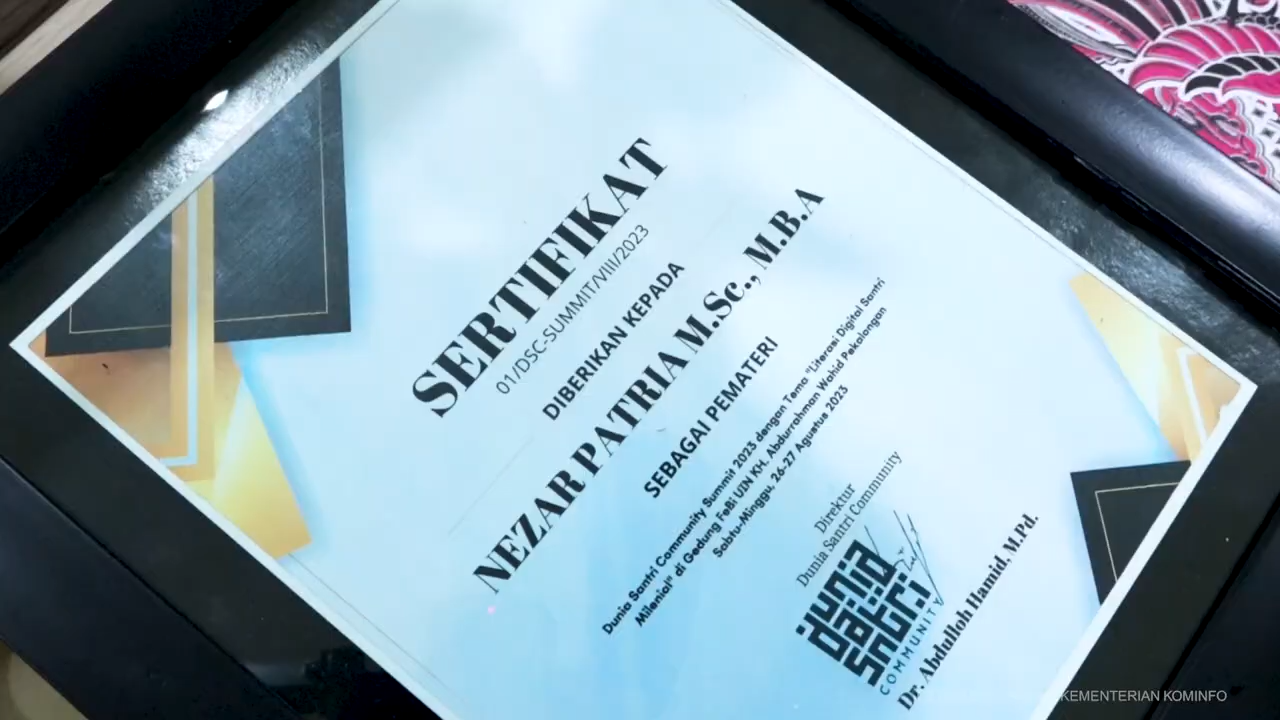 SERTIFIKAT
01/DSC-SUMMIT/VIII/2023
DIBERIKAN KEPADA
NEZAR PATRIA M.Sc., M.B.A
SEBAGAI PEMATERI
Dunia Santri Community Summit 2023 dengan Tema "Literasi Digital Santri
Milenial" di Gedung FeBi UIN KH. Abdurrahman Wahid Pekalongan
Sabtu-Minggu, 26-27 Agustus 2023
Direktur
Dunia Santri Community
dunia
santri
COMMUNITY
Dr. Abdulloh Hamid, M.Pd.
KEMENTERIAN KOMINFO